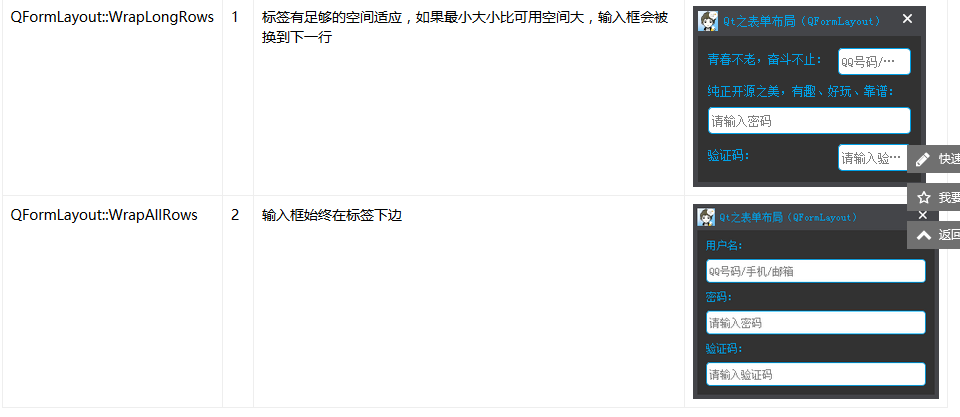 QFormLayout::WrapLongRows
1
标签有足够的空间适应，如果最小大小比可用空间大，输入框会被
换到下一行
Qt之表单布局（QFormLayout）
青春不老，奋斗不止：
QQ号码/…
纯正开源之美，有趣、好玩、靠谱：
请输入密码
验证码：
请输入验…
快速
我要
返回
QFormLayout::WrapAllRows
2
输入框始终在标签下边
Qt之表单布局（QFormLayout）
用户名：
QQ号码/手机/邮箱
密码：
请输入密码
验证码：
请输入验证码